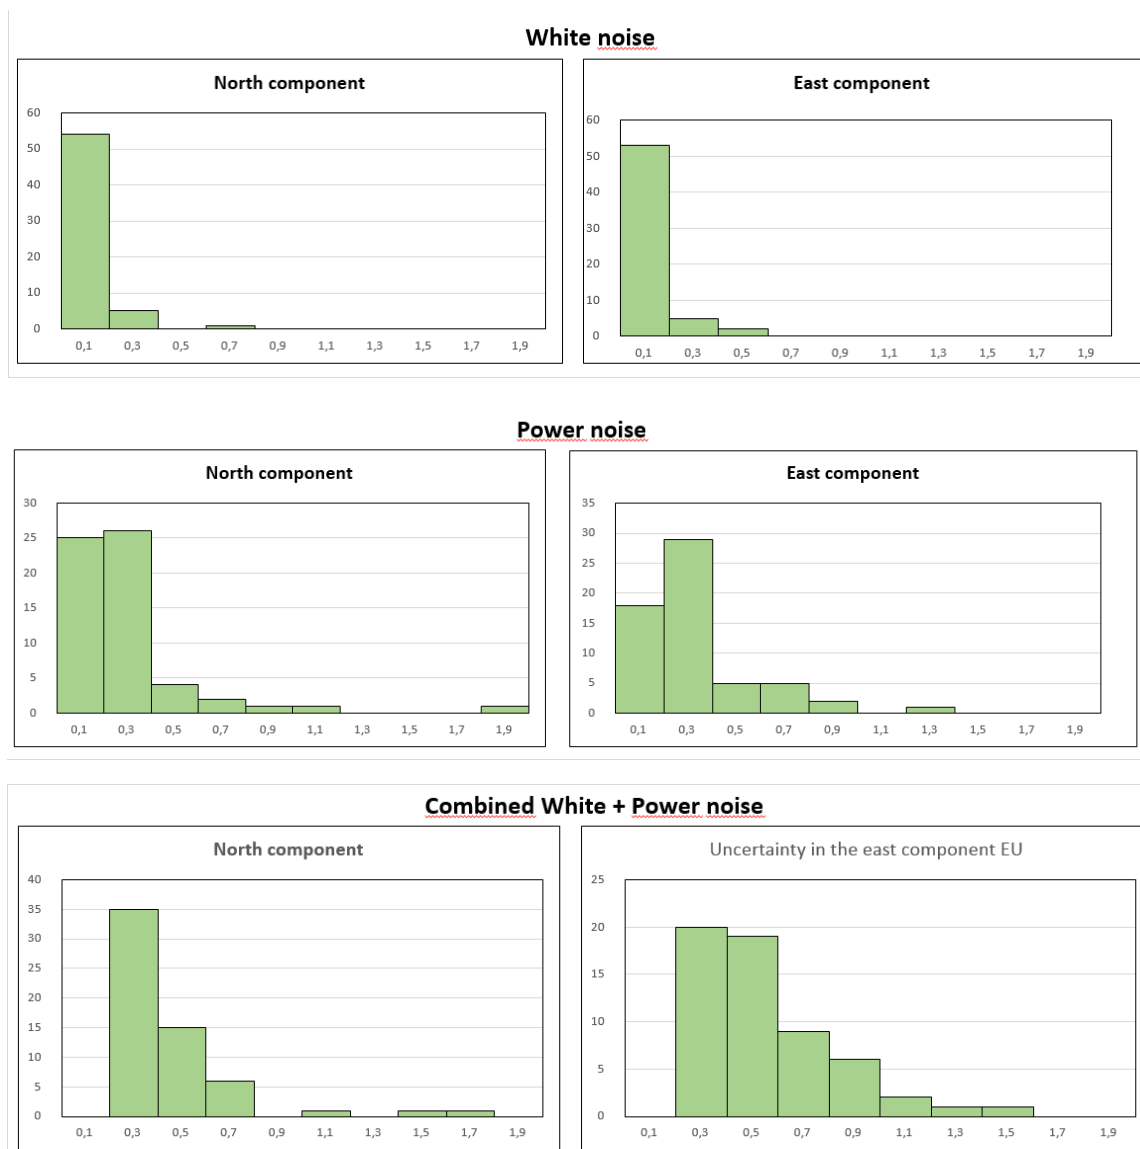 White noise
North component
60
50
40
30
20
10
0
0,1 0,3 0,5 0,7 0,9 1,1 1,3 1,5 1,7 1,9
East component
60
50
40
30
20
10
0
0,1 0,3 0,5 0,7 0,9 1,1 1,3 1,5 1,7 1,9
Power noise
North component
30
25
20
15
10
5
0
0,1 0,3 0,5 0,7 0,9 1,1 1,3 1,5 1,7 1,9
East component
35
30
25
20
15
10
5
0
0,1 0,3 0,5 0,7 0,9 1,1 1,3 1,5 1,7 1,9
Combined White + Power noise
North component
40
35
30
25
20
15
10
5
0
0,1 0,3 0,5 0,7 0,9 1,1 1,3 1,5 1,7 1,9
Uncertainty in the east component EU
25
20
15
10
5
0
0,1 0,3 0,5 0,7 0,9 1,1 1,3 1,5 1,7 1,9